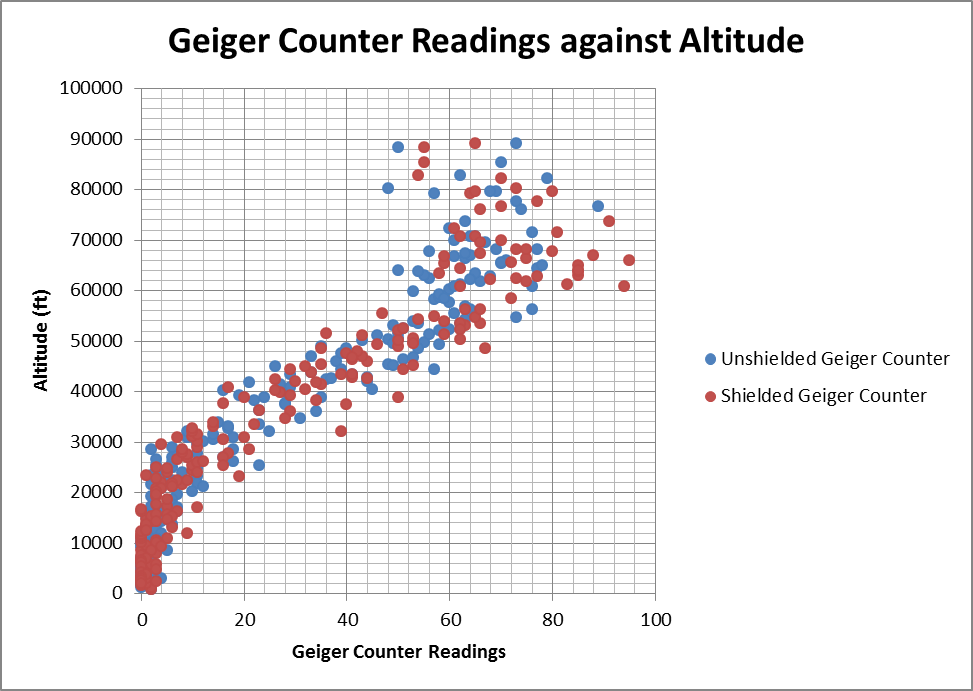 Geiger Counter Readings against Altitude
100000
90000
80000
70000
60000
50000
40000
30000
20000
10000
0
Altitude (ft)
0 20 40 60 80 100
Geiger Counter Readings
Unshielded Geiger Counter
Shielded Geiger Counter